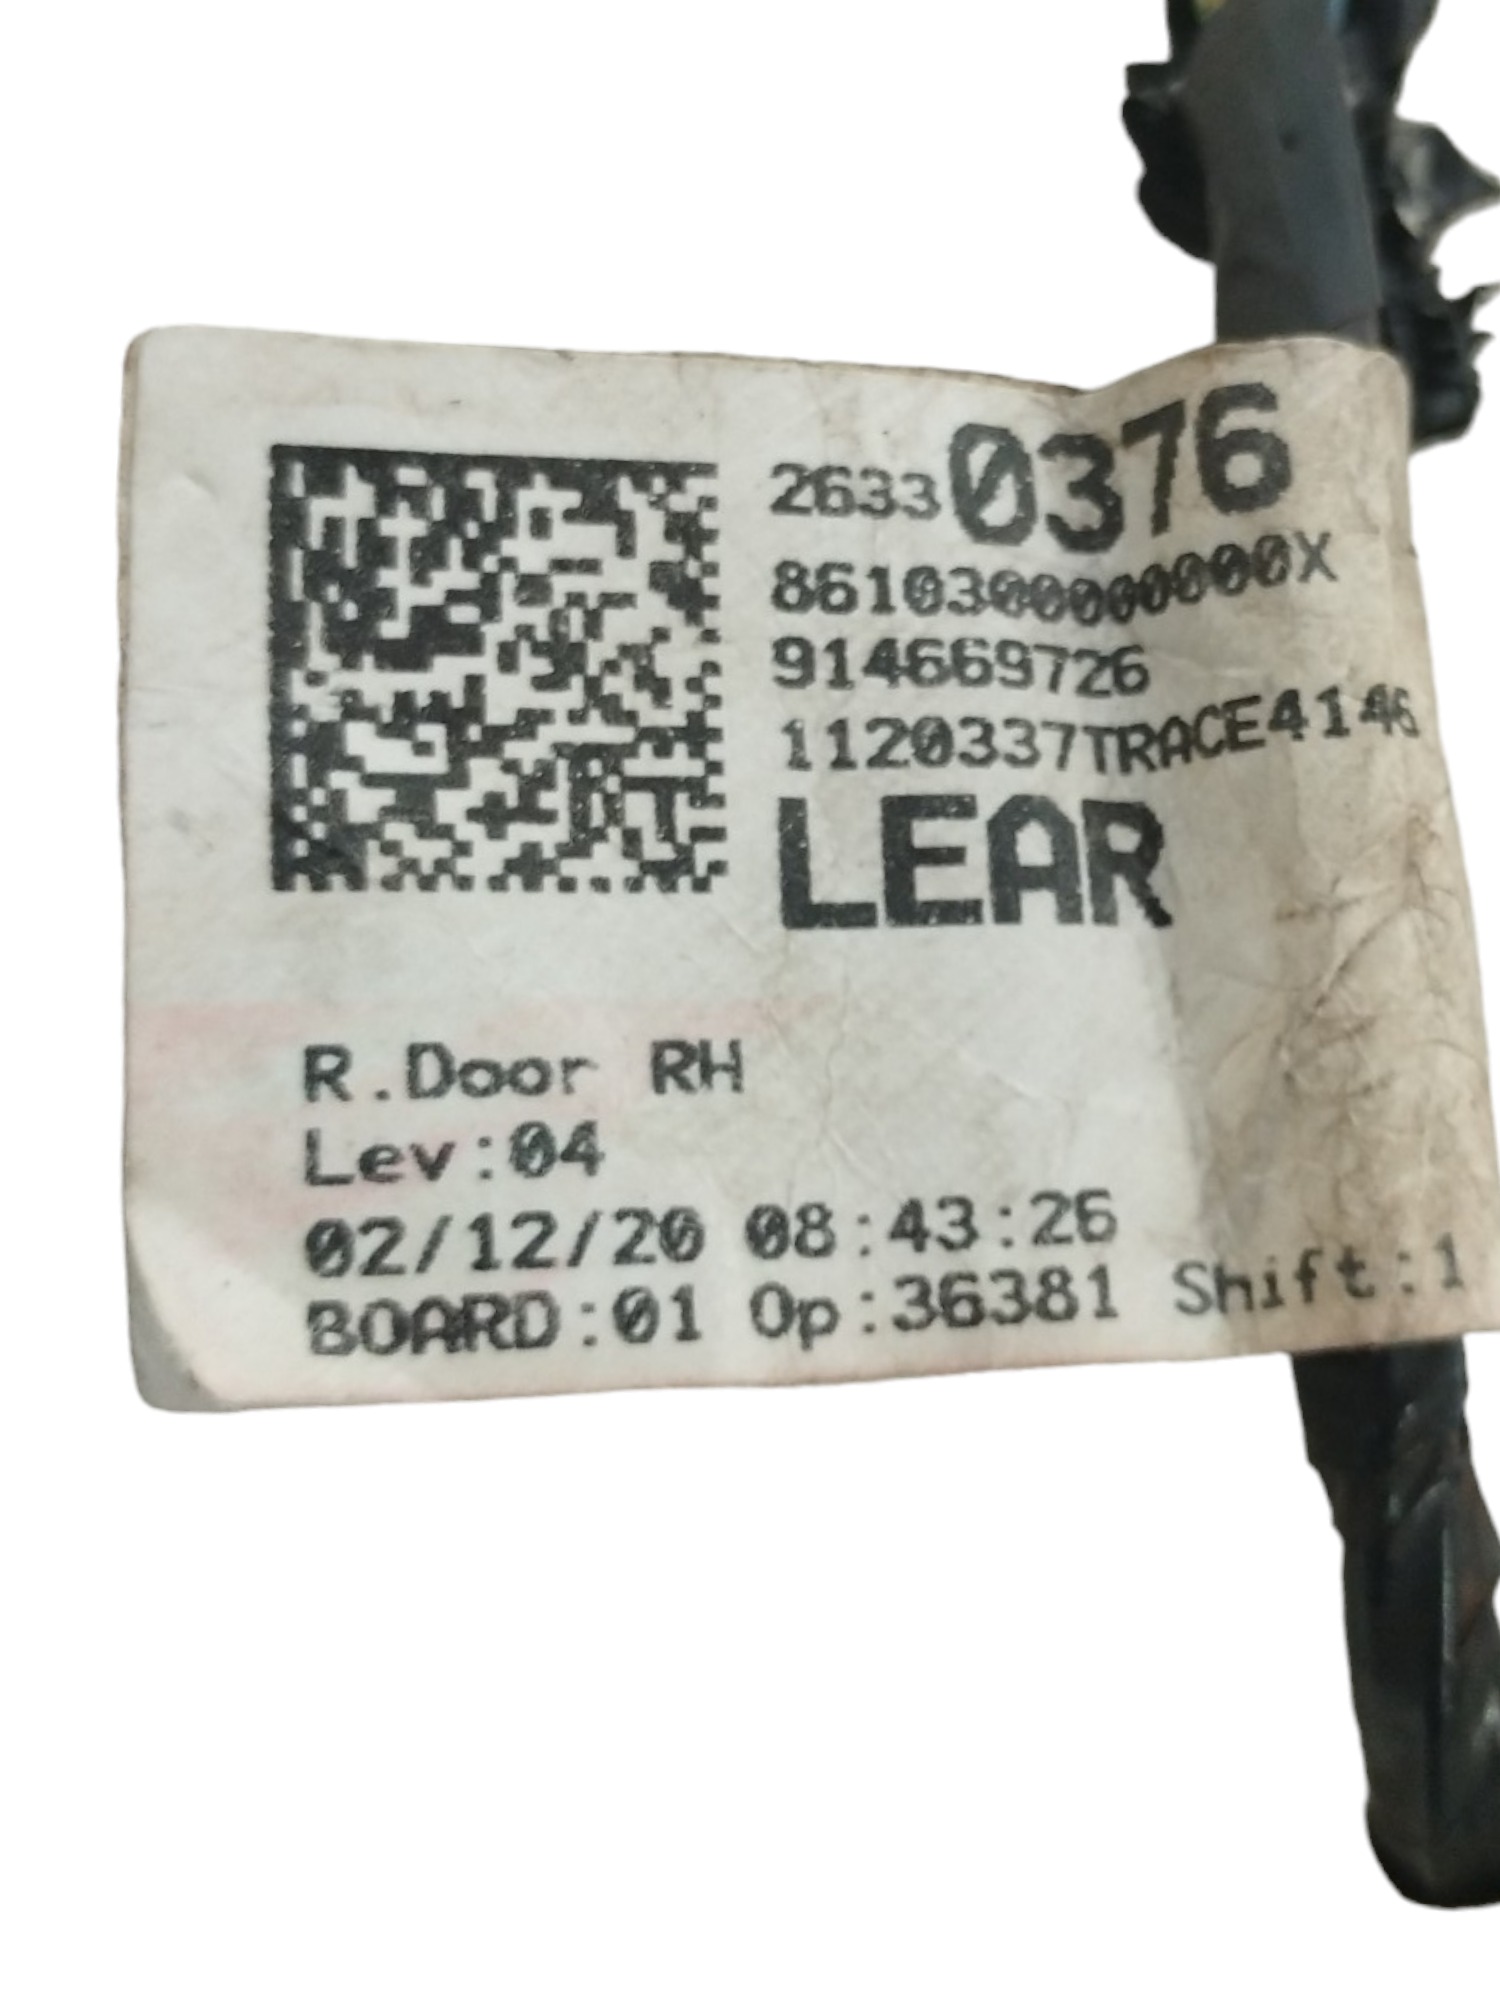 26330376
8610300000000X
914669726
1120337TRACE4146
LEAR
R.Door RH
Lev:04
02/12/20 08:43:26
BOARD:01 Op:36381 Shift:1